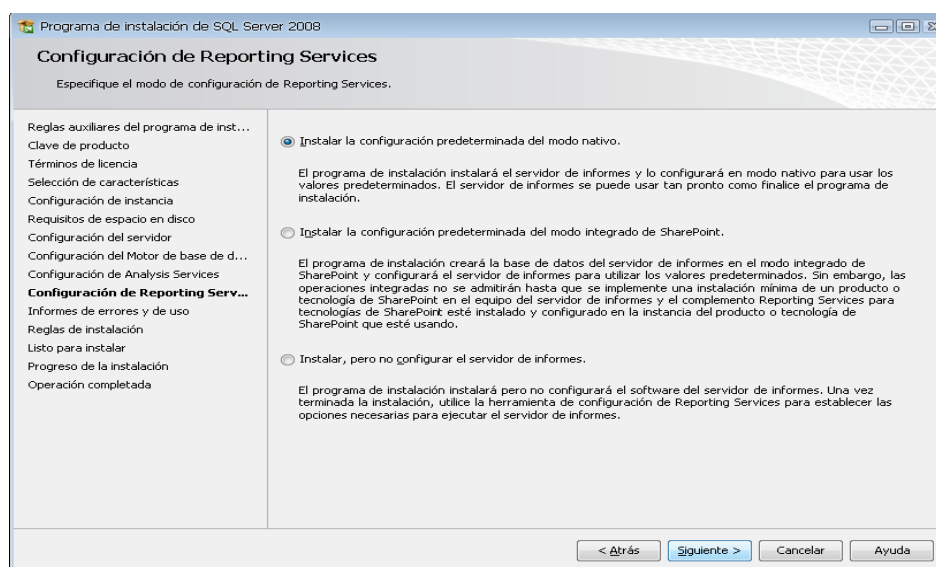 Programa de instalación de SQL Server 2008
Configuración de Reporting Services
Especifique el modo de configuración de Reporting Services.
Reglas auxiliares del programa de inst...
Clave de producto
Términos de licencia
Selección de características
Configuración de instancia
Requisitos de espacio en disco
Configuración del servidor
Configuración del Motor de base de d...
Configuración de Analysis Services
Configuración de Reporting Serv...
Informes de errores y de uso
Reglas de instalación
Listo para instalar
Progreso de la instalación
Operación completada
Instalar la configuración predeterminada del modo nativo.
El programa de instalación instalará el servidor de informes y lo configurará en modo nativo para usar los
valores predeterminados. El servidor de informes se puede usar tan pronto como finalice el programa de
instalación.
Instalar la configuración predeterminada del modo integrado de SharePoint.
El programa de instalación creará la base de datos del servidor de informes en el modo integrado de
SharePoint y configurará el servidor de informes para utilizar los valores predeterminados. Sin embargo, las
operaciones integradas no se admitirán hasta que se implemente una instalación mínima de un producto o
tecnología de SharePoint en el equipo del servidor de informes y el complemento Reporting Services para
tecnologías de SharePoint esté instalado y configurado en la instancia del producto o tecnología de
SharePoint que esté usando.
Instalar, pero no configurar el servidor de informes.
El programa de instalación instalará pero no configurará el software del servidor de informes. Una vez
terminada la instalación, utilice la herramienta de configuración de Reporting Services para establecer las
opciones necesarias para ejecutar el servidor de informes.
< Atrás
Siguiente >
Cancelar
Ayuda